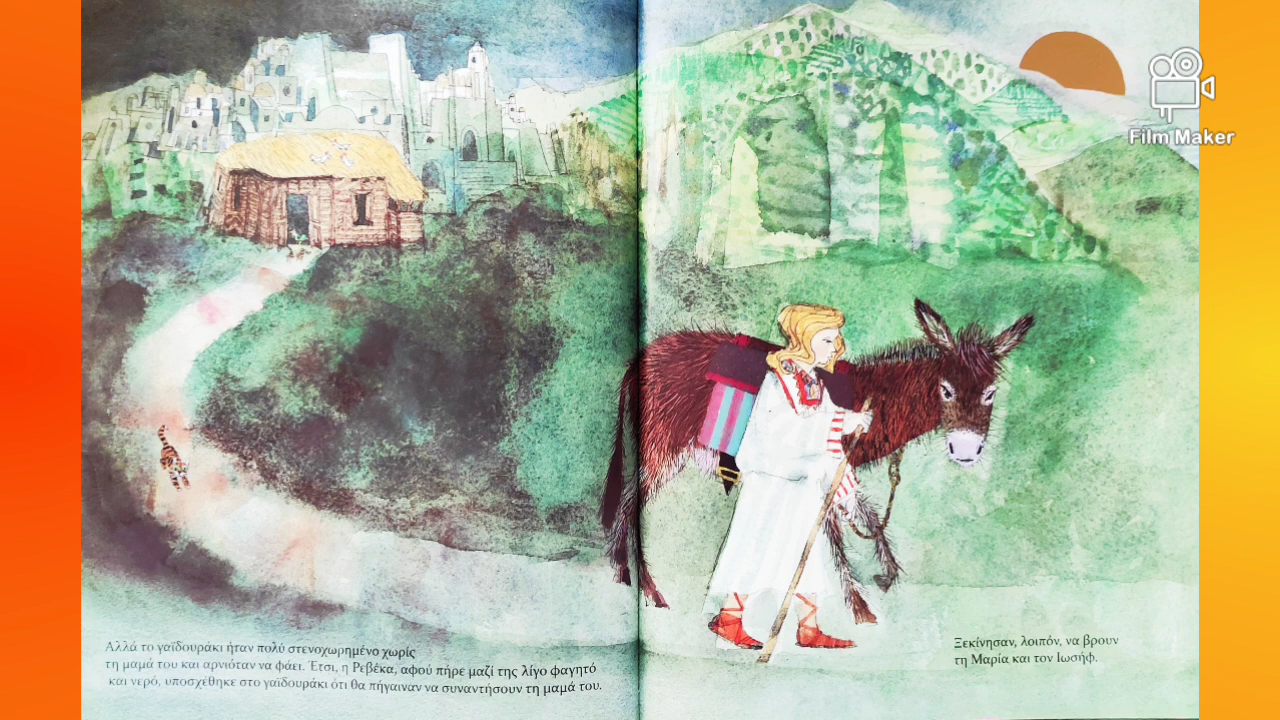 Film Maker
Αλλά το γαϊδουράκι ήταν πολύ στενοχωρημένο χωρίς
τη μαμά του και αρνιόταν να φάει. Έτσι, η Ρεβέκα, αφού πήρε μαζί της λίγο φαγητό
και νερό, υποσχέθηκε στο γαϊδουράκι ότι θα πήγαιναν να συναντήσουν τη μαμά του.
Ξεκίνησαν, λοιπόν, να βρουν
τη Μαρία και τον Ιωσήφ.